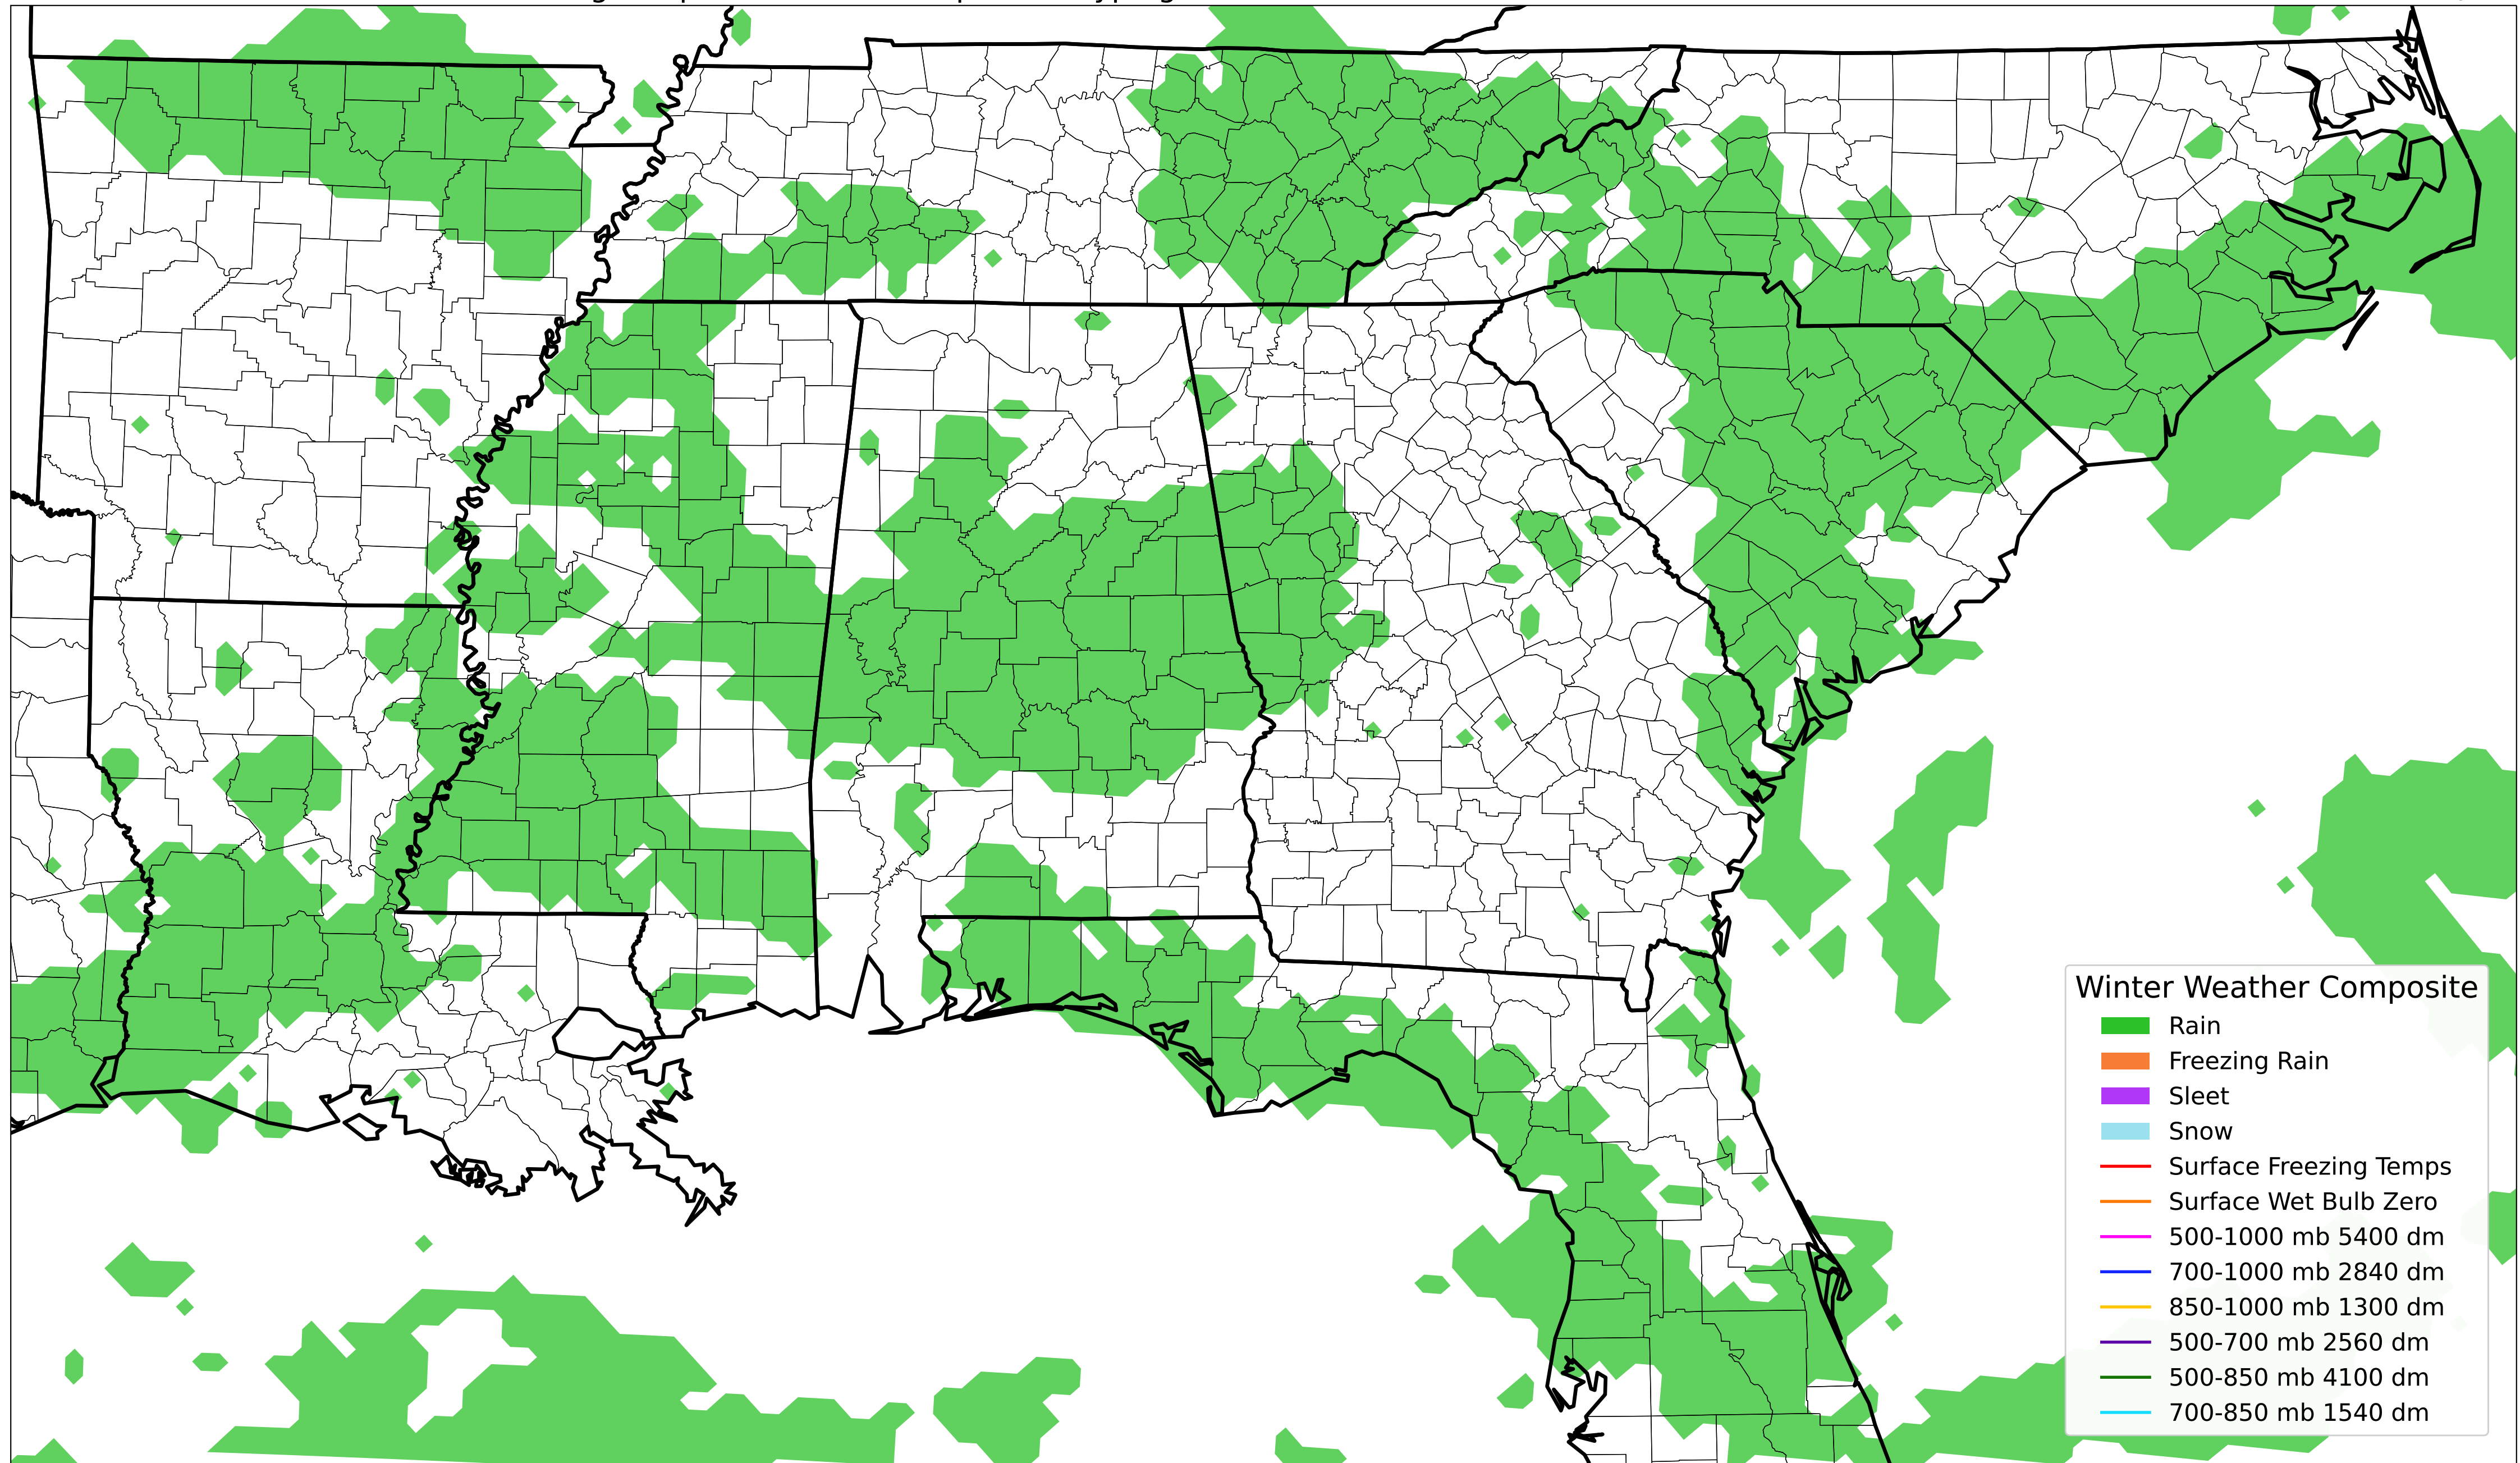 Winter Weather Composite
Rain
Freezing Rain
Sleet
Snow
Surface Freezing Temps
Surface Wet Bulb Zero
500-1000 mb 5400 dm
700-1000 mb 2840 dm
850-1000 mb 1300 dm
500-700 mb 2560 dm
500-850 mb 4100 dm
700-850 mb 1540 dm